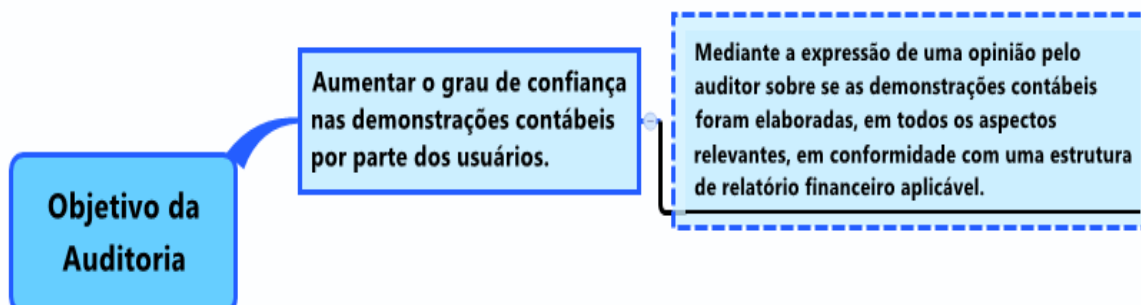 Objetivo da
Auditoria
Aumentar o grau de confiança
nas demonstrações contábeis
por parte dos usuários.
Mediante a expressão de uma opinião pelo
auditor sobre se as demonstrações contábeis
foram elaboradas, em todos os aspectos
relevantes, em conformidade com uma estrutura
de relatório financeiro aplicável.